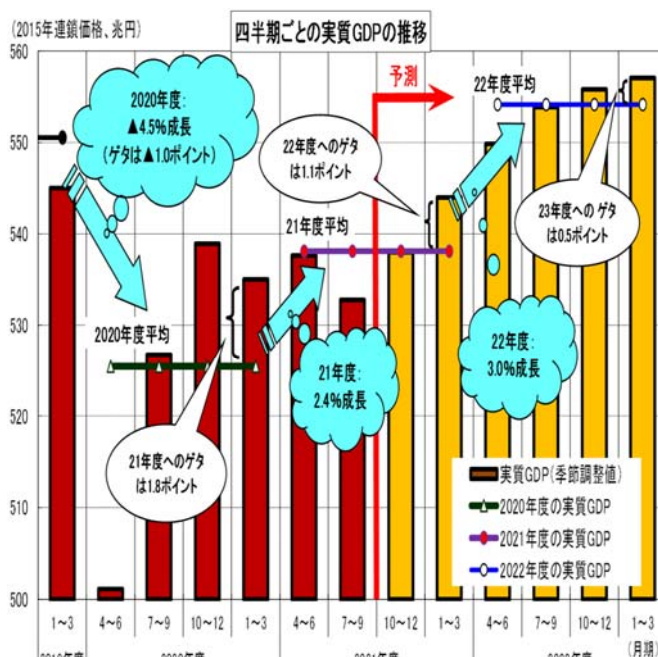 (2015年連鎖価格、兆円)
四半期ごとの実質GDPの推移
560
550
540
530
520
510
500
予測
2020年度:
▲4.5%成長
(ゲタは▲1.0ポイント)
22年度へのゲタ
は1.1ポイント
22年度平均
21年度平均
23年度へのゲタ
は0.5ポイント
2020年度平均
21年度へのゲタ
は1.8ポイント
21年度:
2.4%成長
22年度:
3.0%成長
実質GDP(季節調整値)
2020年度の実質GDP
2021年度の実質GDP
2022年度の実質GDP
1~3 4~6 7~9 10~12 1~3 4~6 7~9 10~12 1~3 4~6 7~9 10~12 1~3
(月期)